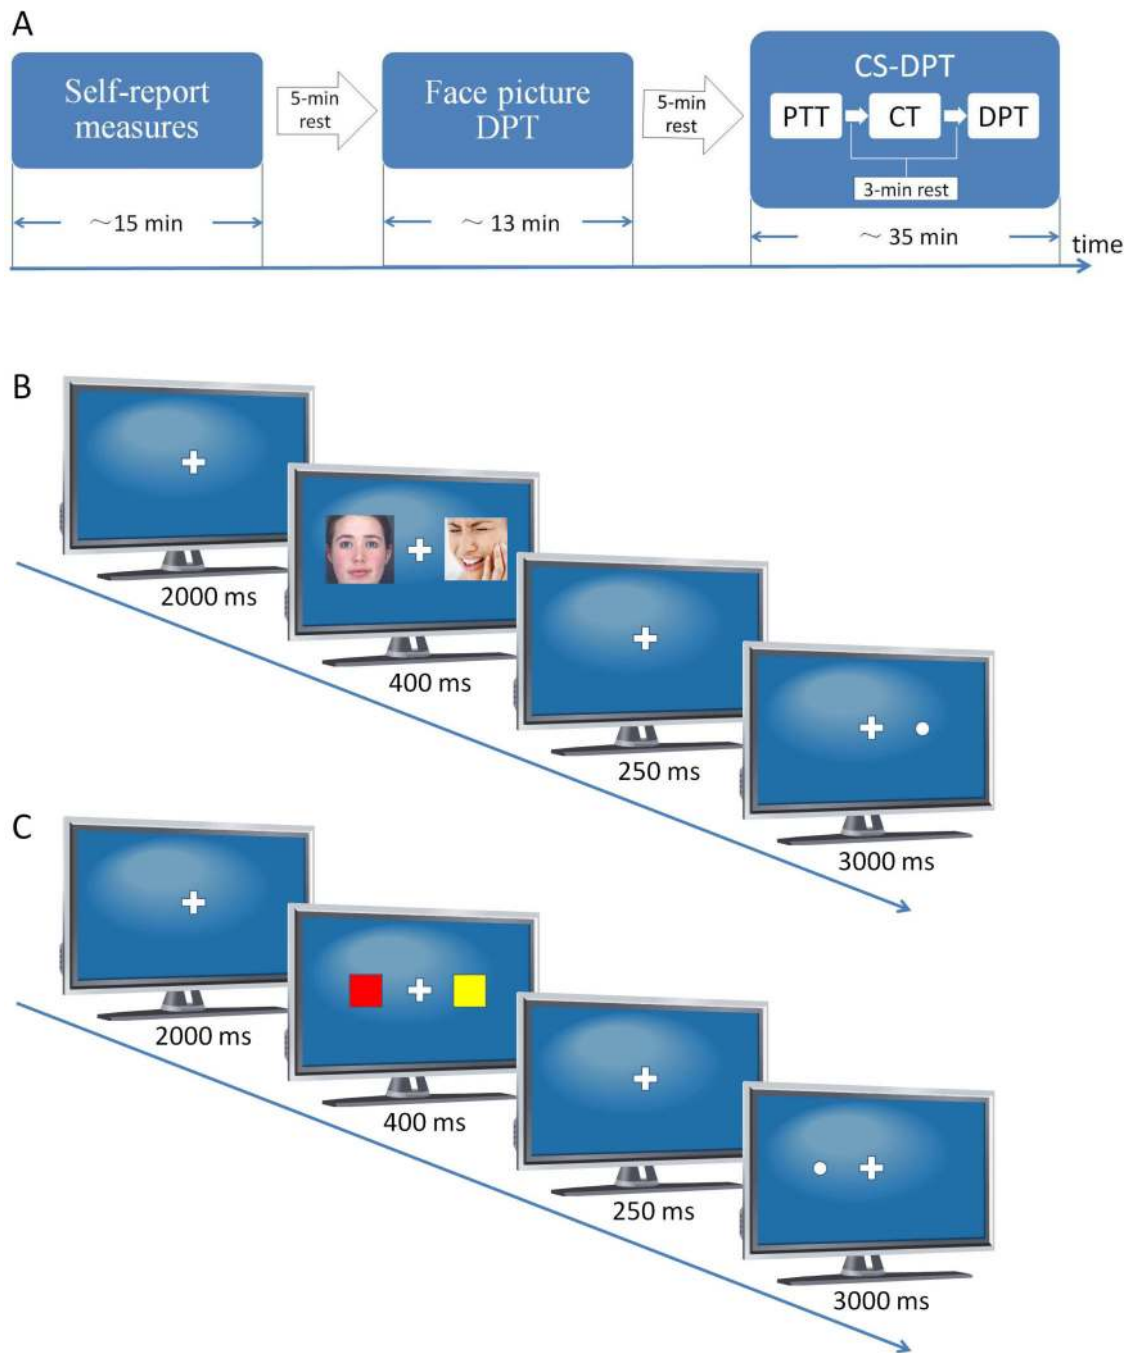 A
Self-report
measures
5-min
rest
Face picture
DPT
5-min
rest
CS-DPT
PTT
CT
DPT
3-min rest
~15 min
~ 13 min
~ 35 min
time
B
2000 ms
400 ms
250 ms
3000 ms
C
2000 ms
400 ms
250 ms
3000 ms